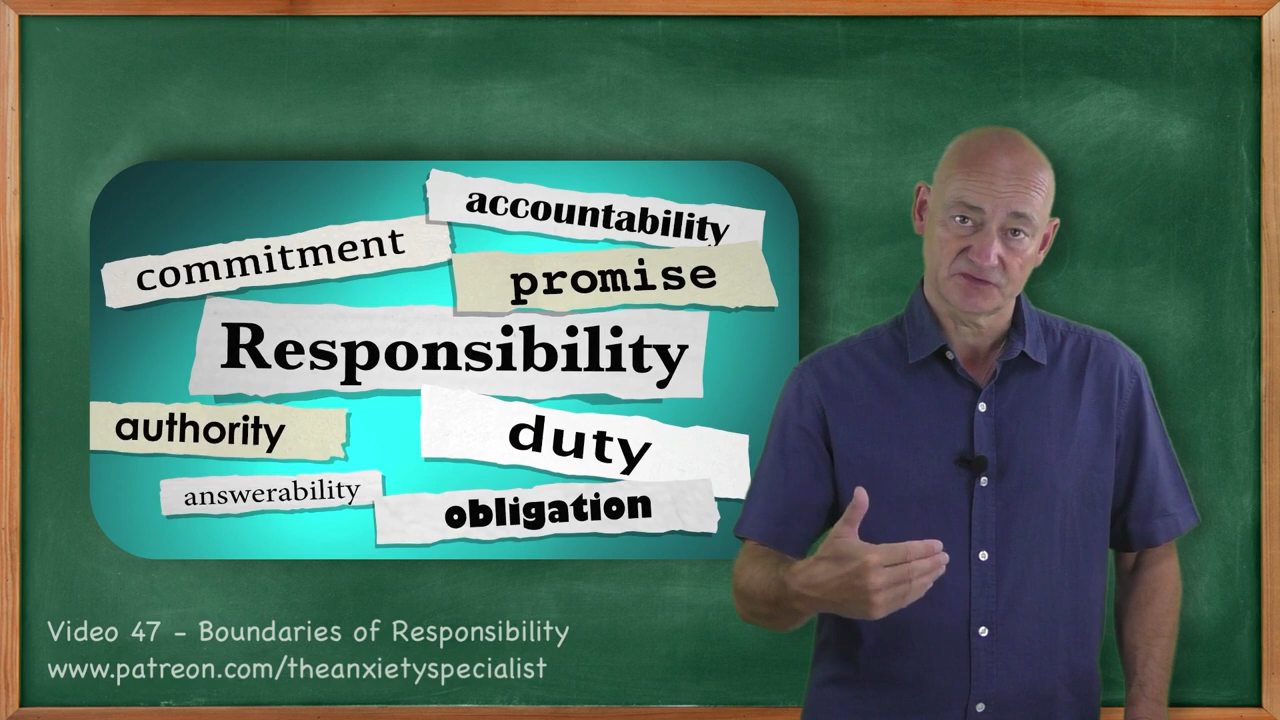 accountability
commitment
promise
Responsibility
authority
duty
answerability
obligation
Video 47 - Boundaries of Responsibility
www.patreon.com/theanxietyspecialist